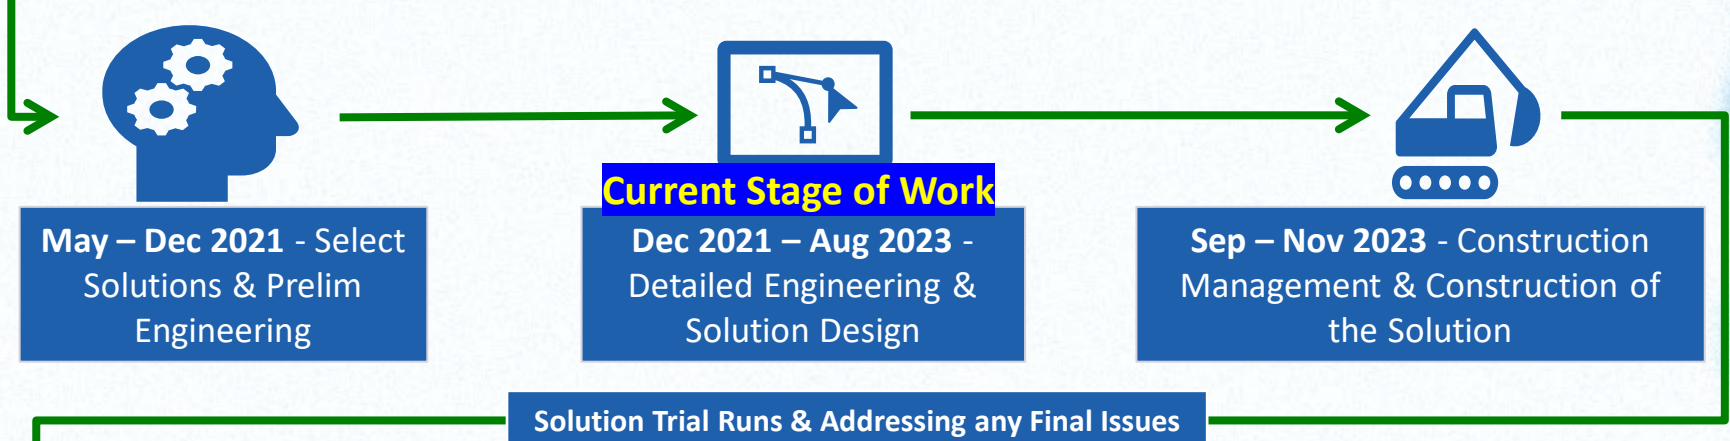 Current Stage of Work
May – Dec 2021 - Select
Solutions & Prelim
Engineering
Dec 2021 – Aug 2023 -
Detailed Engineering &
Solution Design
Sep – Nov 2023 - Construction
Management & Construction of
the Solution
Solution Trial Runs & Addressing any Final Issues